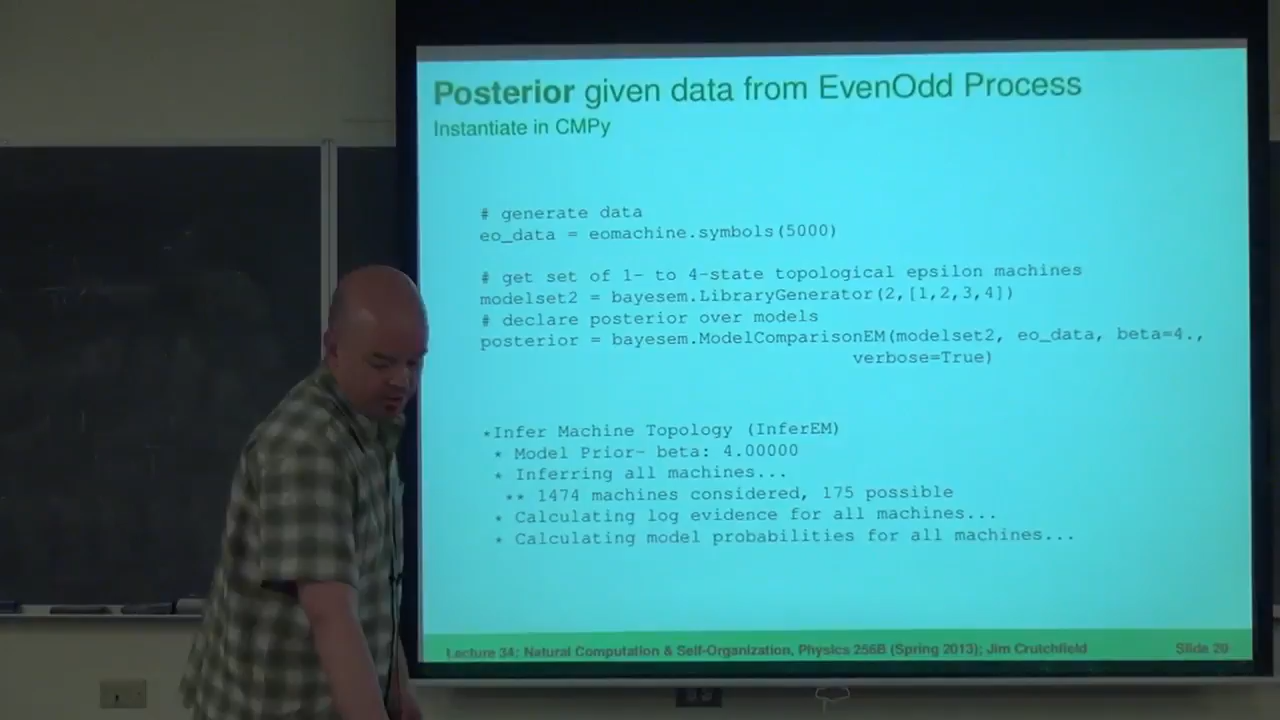 Posterior given data from EvenOdd Process
Instantiate in CMPy
# generate data
eo_data = eomachine.symbols(5000)
# get set of 1- to 4-state topological epsilon machines
modelset2 = bayesem.LibraryGenerator(2,[1,2,3,4])
# declare posterior over models
posterior = bayesem.ModelComparisonEM(modelset2, eo_data, beta=4.,
verbose=True)
*Infer Machine Topology (InferEM)
* Model Prior- beta: 4.00000
* Inferring all machines...
** 1474 machines considered, 175 possible
* Calculating log evidence for all machines...
* Calculating model probabilities for all machines...
Lecture 34; Natural Computation & Self-Organization, Physics 256B (Spring 2013); Jim Crutchfield
Slide 20